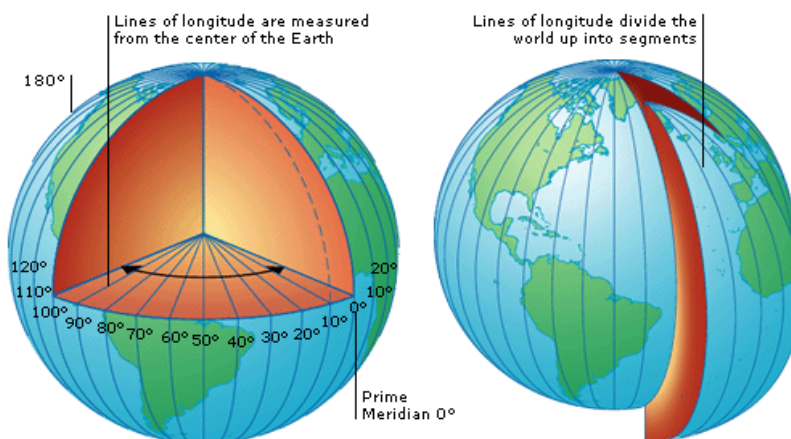 Lines of longitude are measured
from the center of the Earth
Lines of longitude divide the
world up into segments
180°
120°
110°
100°
90°
80°
70°
60°
50°
40°
30°
20°
10°
0°
10°
20°
Prime
Meridian 0°